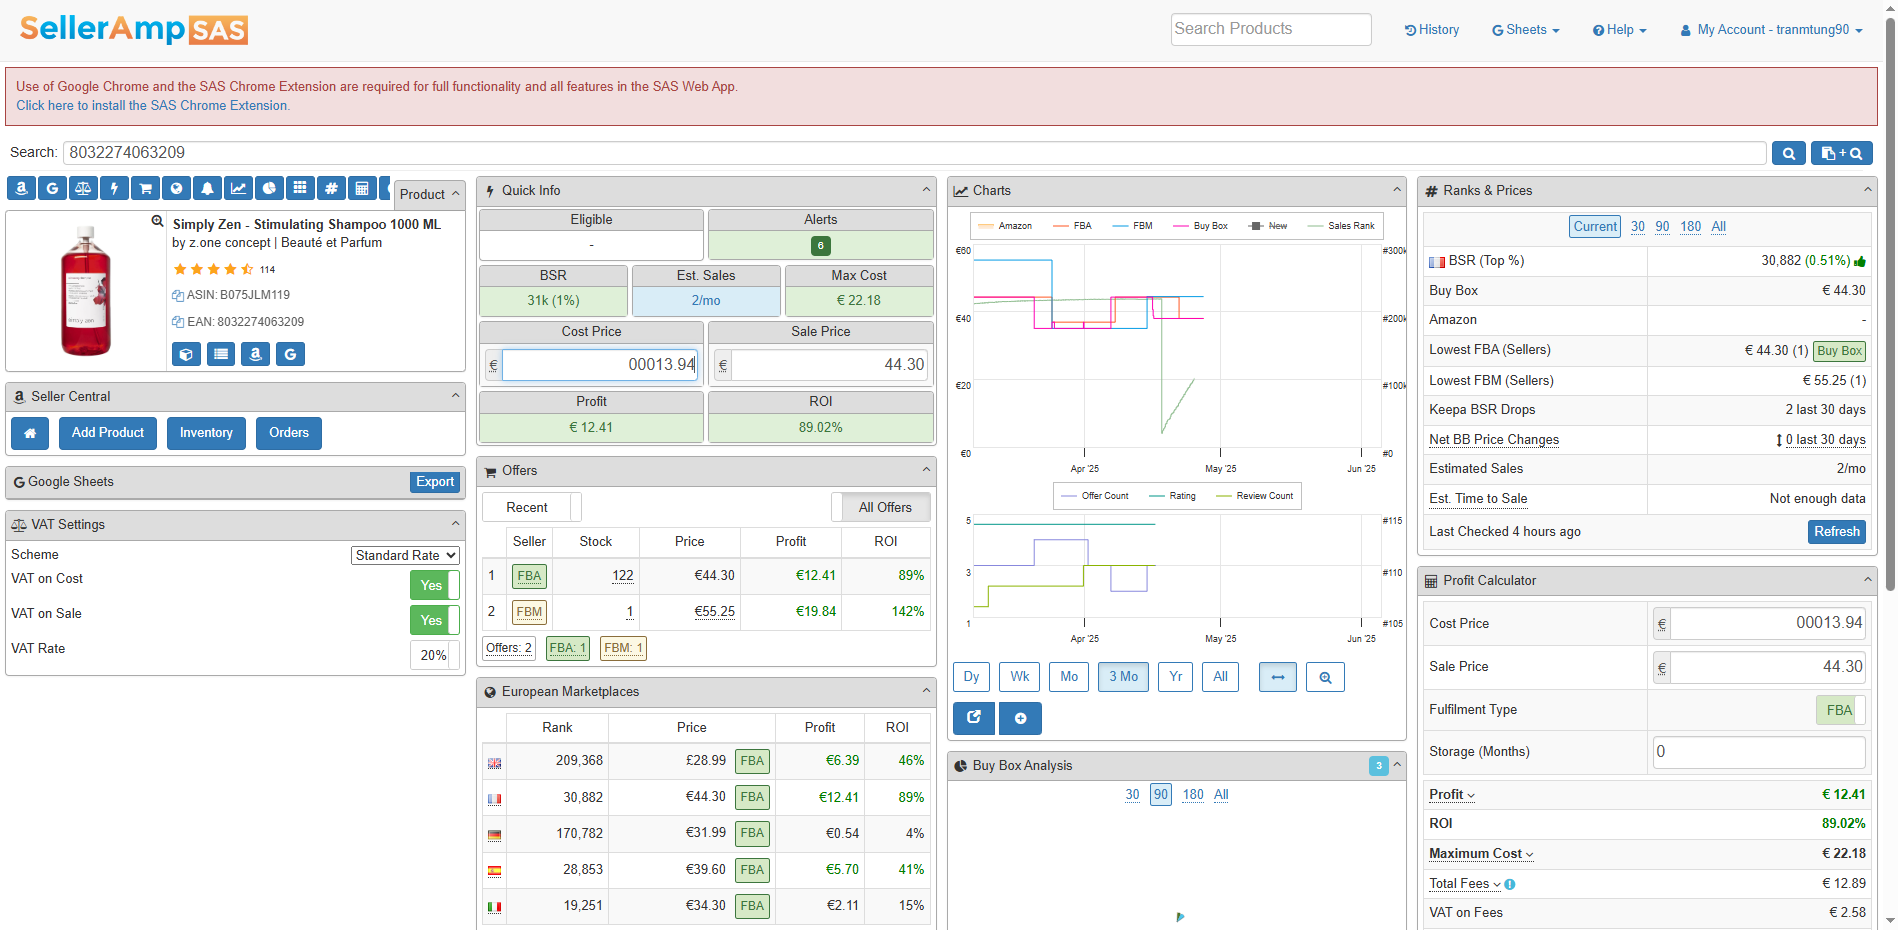 SellerAmp SAS
Search Products
History
Sheets
Help
My Account - tranmtung90
Use of Google Chrome and the SAS Chrome Extension are required for full functionality and all features in the SAS Web App.
Click here to install the SAS Chrome Extension.
Search: 8032274063209
Product
Simply Zen - Stimulating Shampoo 1000 ML
by z.one concept | Beauté et Parfum
114
ASIN: B075JLM119
EAN: 8032274063209
Seller Central
Add Product
Inventory
Orders
Google Sheets
Export
VAT Settings
Scheme
Standard Rate
VAT on Cost
Yes
VAT on Sale
Yes
VAT Rate
20%
Quick Info
Eligible
Alerts
-
6
BSR
Est. Sales
Max Cost
31k (1%)
2/mo
€ 22.18
Cost Price
Sale Price
€ 00013.94
€ 44.30
Profit
ROI
€ 12.41
89.02%
Offers
Recent
All Offers
Seller Stock Price Profit ROI
1 FBA 122 €44.30 €12.41 89%
2 FBM 1 €55.25 €19.84 142%
Offers: 2 FBA: 1 FBM: 1
European Marketplaces
Rank Price Profit ROI
209,368 £28.99 FBA €6.39 46%
30,882 €44.30 FBA €12.41 89%
170,782 €31.99 FBA €0.54 4%
28,853 €39.60 FBA €5.70 41%
19,251 €34.30 FBA €2.11 15%
Charts
Amazon FBA FBM Buy Box New Sales Rank
€60 #300k
€40 #200k
€20 #100k
€0 #0
Apr '25 May '25 Jun '25
Offer Count Rating Review Count
5 #115
3 #110
1 #105
Apr '25 May '25 Jun '25
Dy Wk Mo 3 Mo Yr All
Buy Box Analysis
3
30 90 180 All
Ranks & Prices
Current 30 90 180 All
BSR (Top %) 30,882 (0.51%)
Buy Box € 44.30
Amazon -
Lowest FBA (Sellers) € 44.30 (1) Buy Box
Lowest FBM (Sellers) € 55.25 (1)
Keepa BSR Drops 2 last 30 days
Net BB Price Changes 0 last 30 days
Estimated Sales 2/mo
Est. Time to Sale Not enough data
Last Checked 4 hours ago Refresh
Profit Calculator
Cost Price € 00013.94
Sale Price € 44.30
Fulfilment Type FBA
Storage (Months) 0
Profit € 12.41
ROI 89.02%
Maximum Cost € 22.18
Total Fees € 12.89
VAT on Fees € 2.58